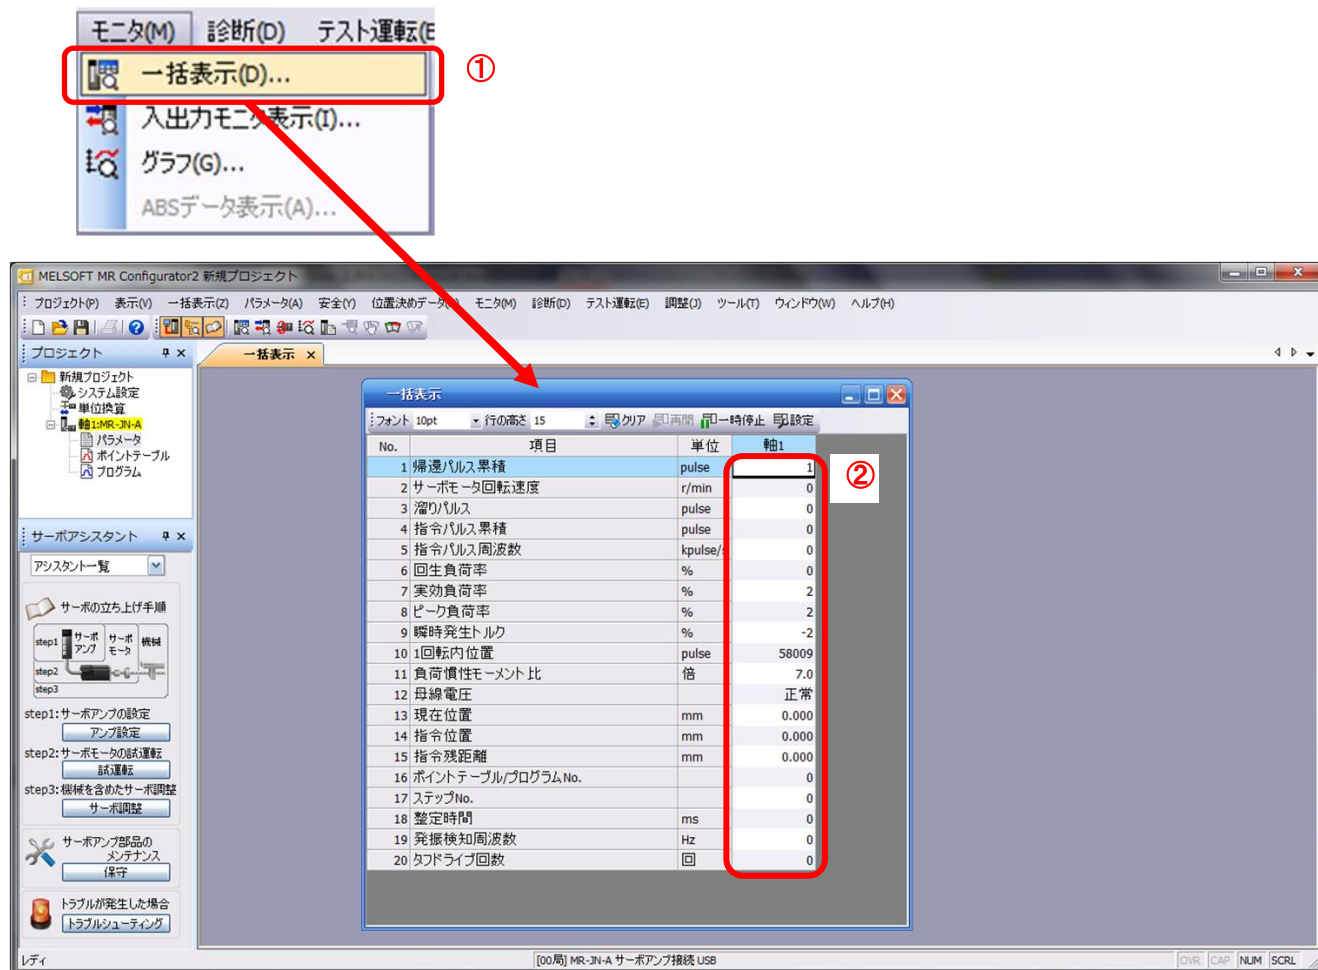 モニタ(M) 診断(D) テスト運転(E
一括表示(D)...
①
入出力モニタ表示(I)...
グラフ(G)...
ABSデータ表示(A)...
MELSOFT MR Configurator2 新規プロジェクト
プロジェクト(P) 表示(V) 一括表示(Z) パラメータ(A) 安全(Y) 位置決めデータ( モニタ(M) 診断(D) テスト運転(E) 調整(J) ツール(T) ウィンドウ(W) ヘルプ(H)
プロジェクト
一括表示
新規プロジェクト
システム設定
単位換算
軸1:MR-JN-A
パラメータ
ポイントテーブル
プログラム
サーボアシスタント
アシスタント一覧
サーボの立ち上げ手順
step1 サーボアンプ サーボモータ 機械
step2
step3
step1:サーボアンプの設定
アンプ設定
step2:サーボモータの試運転
試運転
step3:機械を含めたサーボ調整
サーボ調整
サーボアンプ部品の
メンテナンス
保守
トラブルが発生した場合
トラブルシューティング
一括表示
フォント 10pt 行の高さ 15 クリア 再開 一時停止 設定
No. 項目 単位 軸1
1 帰還パルス累積 pulse 1
②
2 サーボモータ回転速度 r/min 0
3 溜りパルス pulse 0
4 指令パルス累積 pulse 0
5 指令パルス周波数 kpulse/s 0
6 回生負荷率 % 0
7 実効負荷率 % 2
8 ピーク負荷率 % 2
9 瞬時発生トルク % -2
10 1回転内位置 pulse 58009
11 負荷慣性モーメント比 倍 7.0
12 母線電圧 正常
13 現在位置 mm 0.000
14 指令位置 mm 0.000
15 指令残距離 mm 0.000
16 ポイントテーブル/プログラムNo. 0
17 ステップNo. 0
18 整定時間 ms 0
19 発振検知周波数 Hz 0
20 タフドライブ回数 回 0
レディ [00局] MR-JN-A サーボアンプ接続 USB OVR CAP NUM SCRL